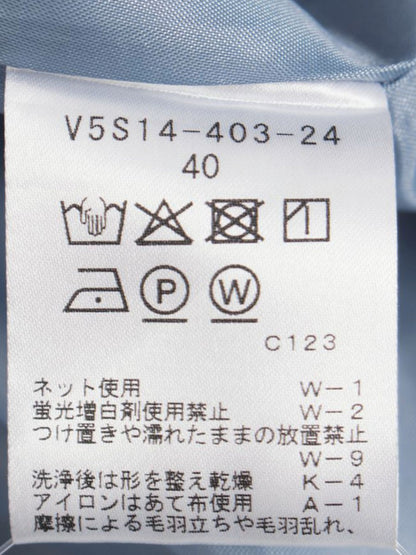 V5S14-403-24
40
P W
C123
ネット使用 W-1
蛍光増白剤使用禁止 W-2
つけ置きや濡れたままの放置禁止
W-9
洗浄後は形を整え乾燥 K-4
アイロンはあて布使用 A-1
摩擦による毛羽立ちや毛羽乱れ、